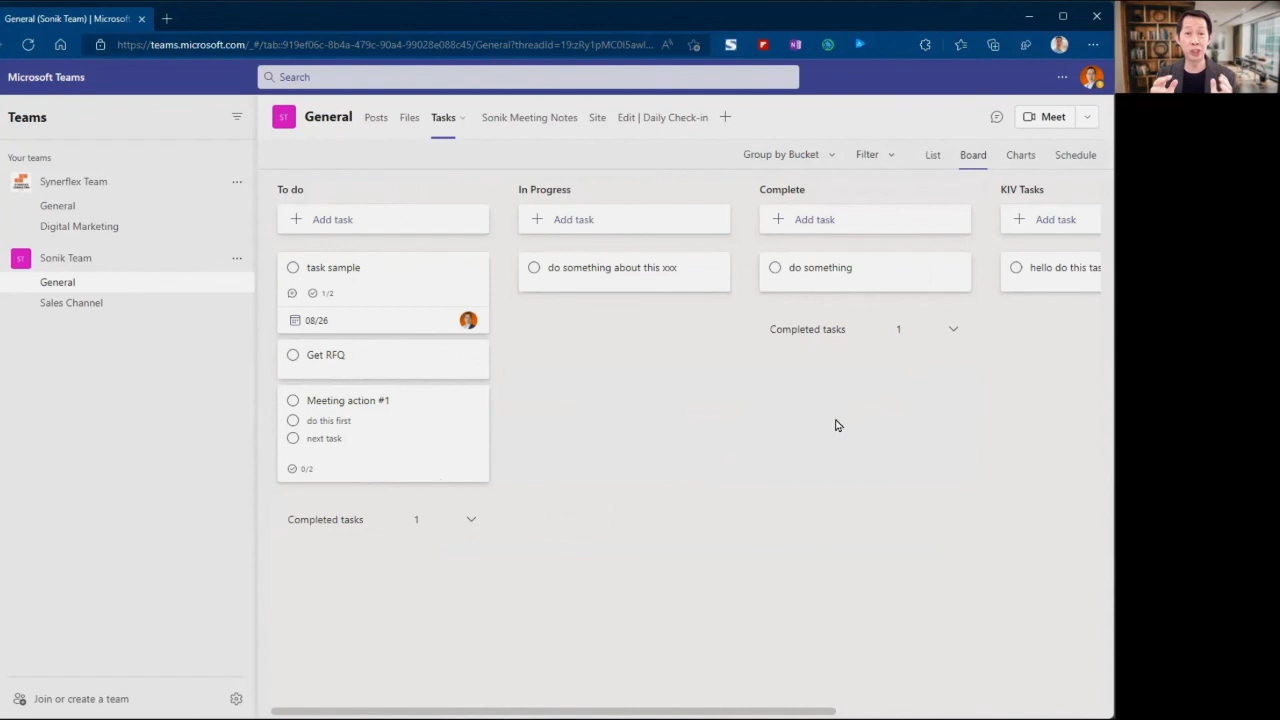 General (Sonik Team) | Microsoft
https://teams.microsoft.com/_#/tab:919ef06c-8b4a-479c-90a4-99028e088c45/General?threadId=19:zRy1pMC0I5awl...
Microsoft Teams
Search
Teams
Your teams
Synerflex Team
General
Digital Marketing
Sonik Team
General
Sales Channel
Join or create a team
ST General Posts Files Tasks Sonik Meeting Notes Site Edit | Daily Check-in
Meet
Group by Bucket Filter List Board Charts Schedule
To do
Add task
task sample
1/2
08/26
Get RFQ
Meeting action #1
do this first
next task
0/2
Completed tasks 1
In Progress
Add task
do something about this xxx
Complete
Add task
do something
Completed tasks 1
KIV Tasks
Add task
hello do this tas